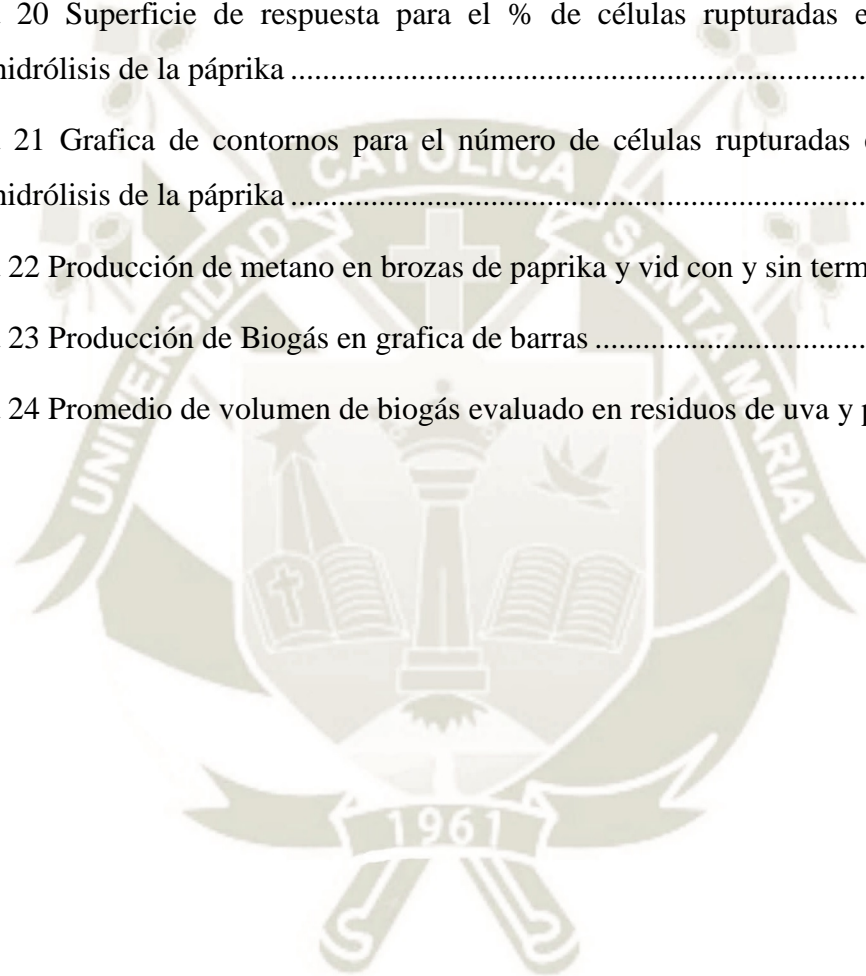 20 Superficie de respuesta para el % de células rupturadas e
hidrólisis de la páprika ..........................................................................
21 Grafica de contornos para el número de células rupturadas
hidrólisis de la páprika ..........................................................................
22 Producción de metano en brozas de paprika y vid con y sin term
23 Producción de Biogás en grafica de barras ...................................
24 Promedio de volumen de biogás evaluado en residuos de uva y p
UNIVERSIDAD CATOLICA SANTA MARIA
1961